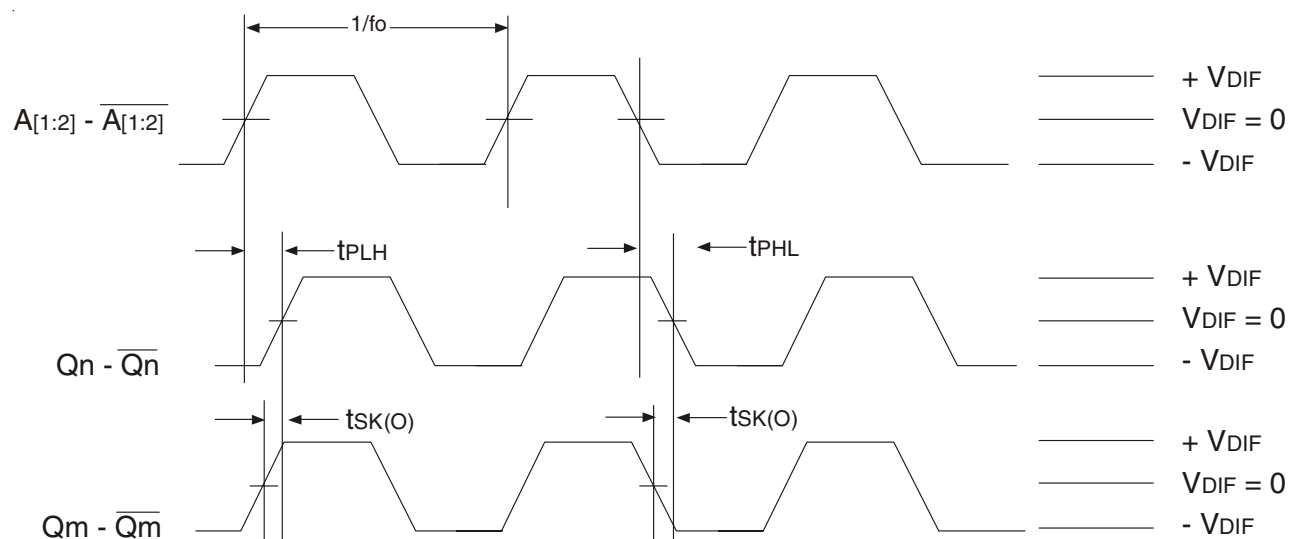 1/fo
+ VDIF
A[1:2] - A[1:2]
VDIF = 0
- VDIF
tPLH
tPHL
+ VDIF
VDIF = 0
Qn - Qn
- VDIF
tSK(O)
tSK(O)
+ VDIF
VDIF = 0
Qm - Qm
- VDIF